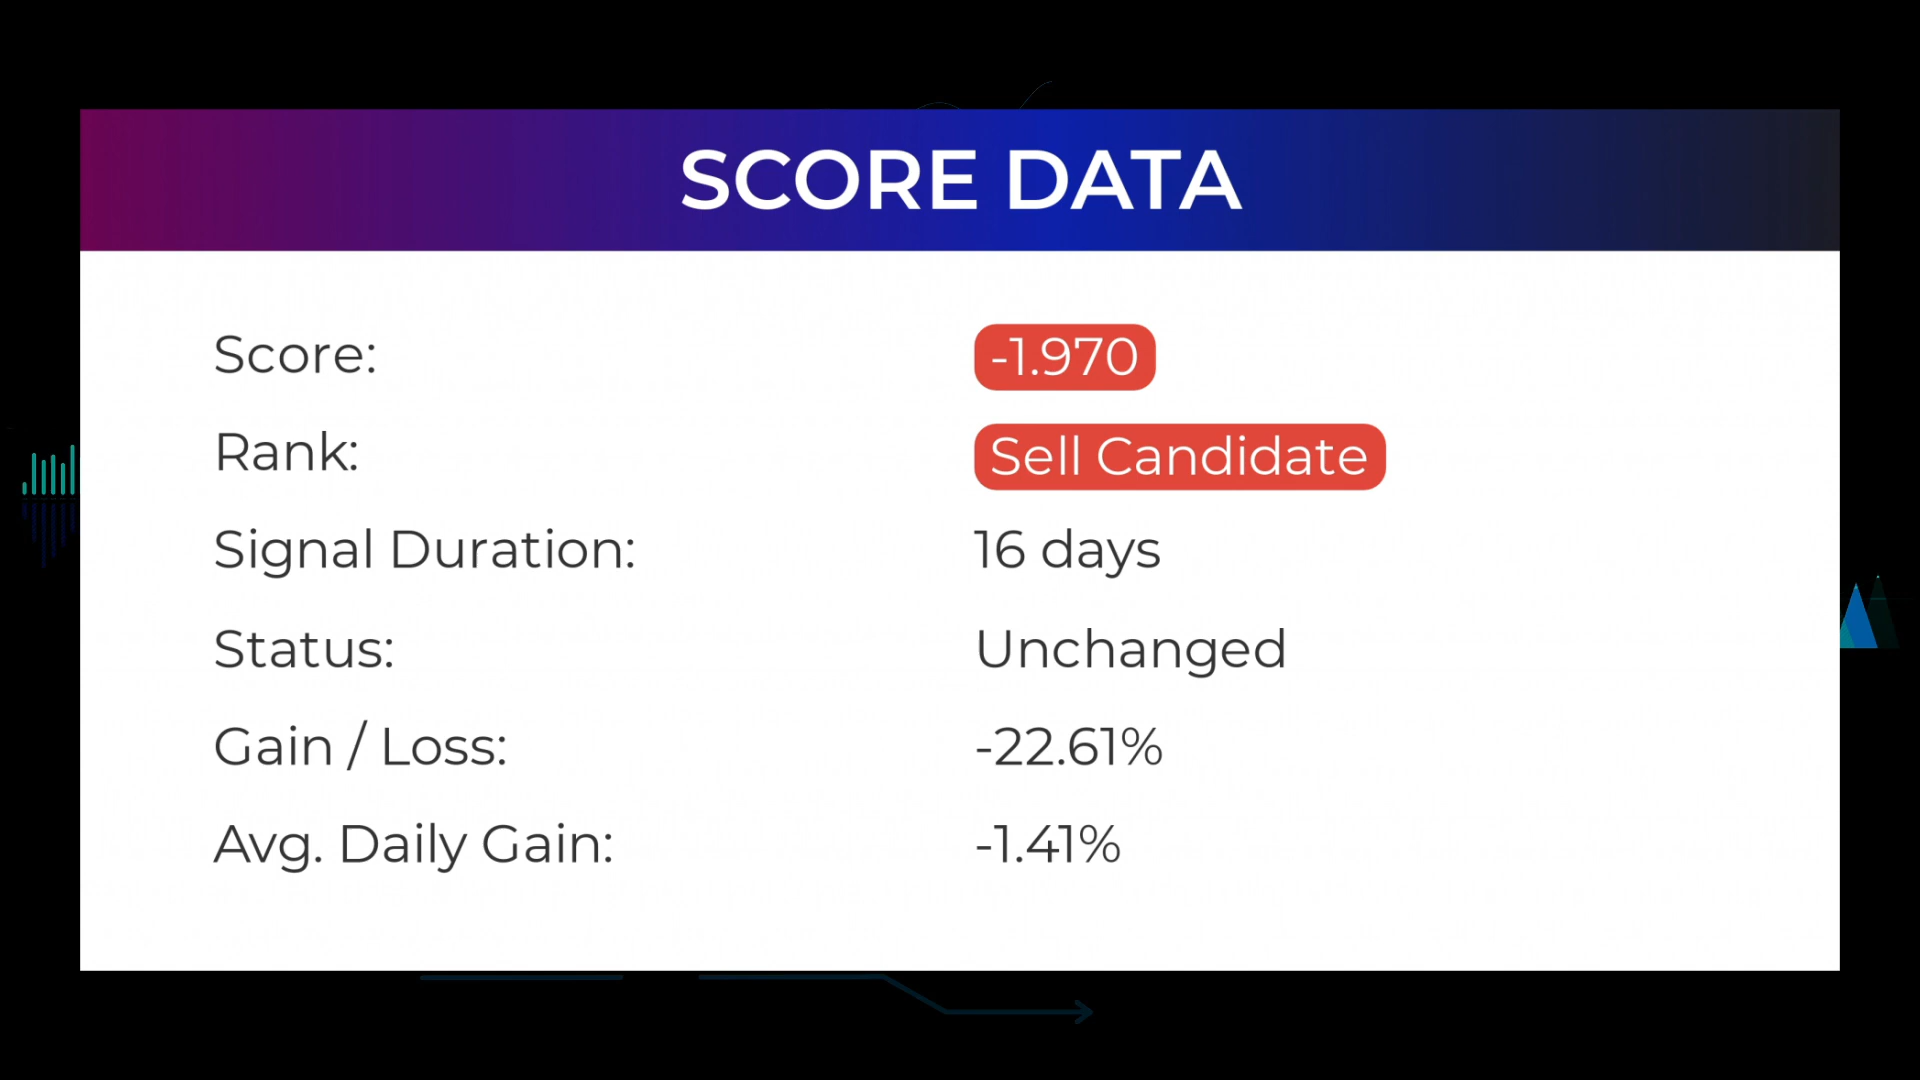 SCORE DATA
Score: -1.970
Rank: Sell Candidate
Signal Duration: 16 days
Status: Unchanged
Gain / Loss: -22.61%
Avg. Daily Gain: -1.41%